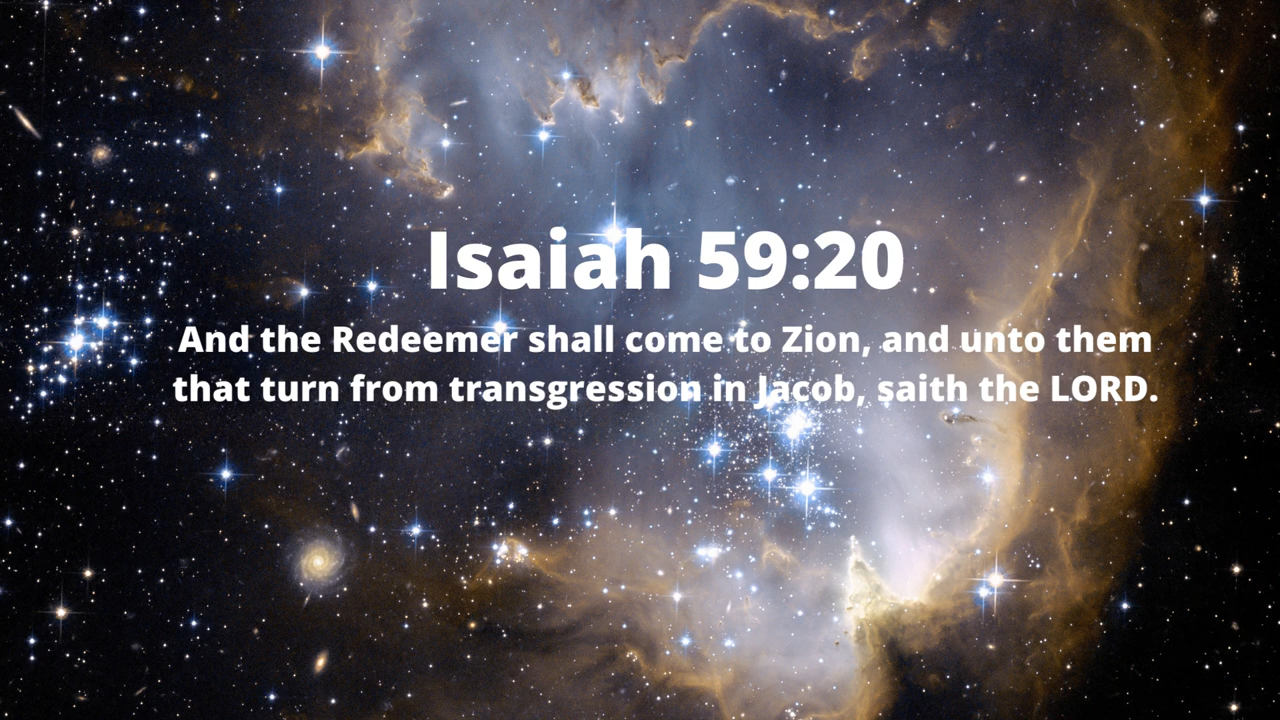 Isaiah 59:20
And the Redeemer shall come to Zion, and unto them
that turn from transgression in Jacob, saith the LORD.